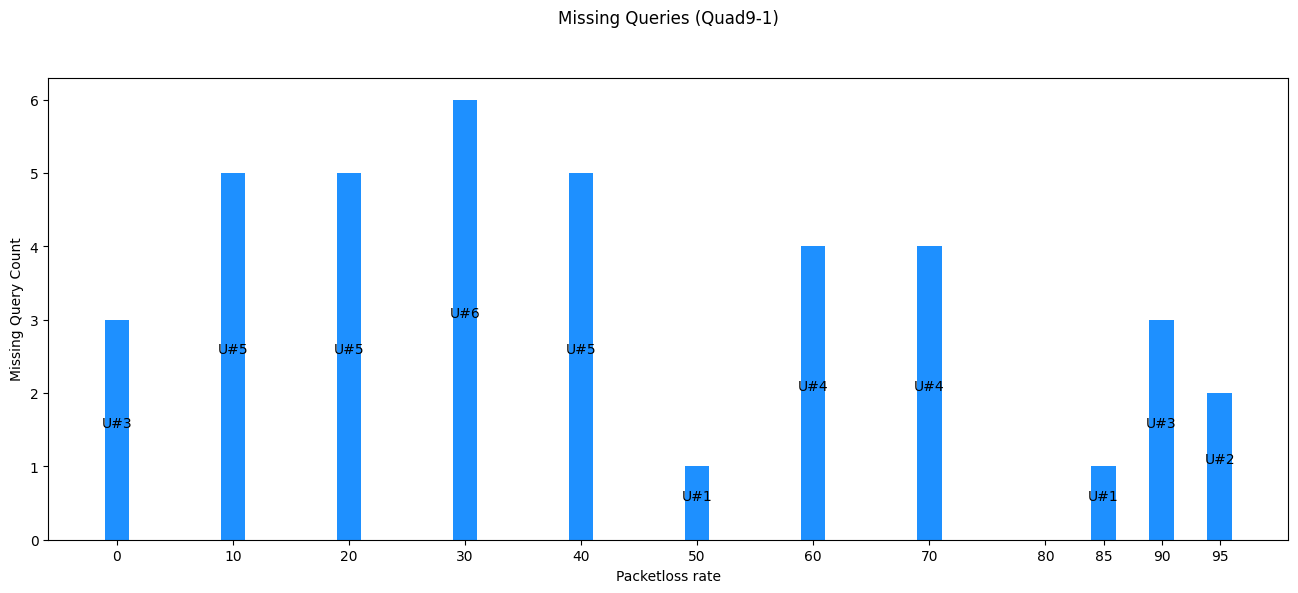 Missing Queries (Quad9-1)
Missing Query Count
6
5
4
3
2
1
0
U#3
U#5
U#5
U#6
U#5
U#1
U#4
U#4
U#1
U#3
U#2
0 10 20 30 40 50 60 70 80 85 90 95
Packetloss rate